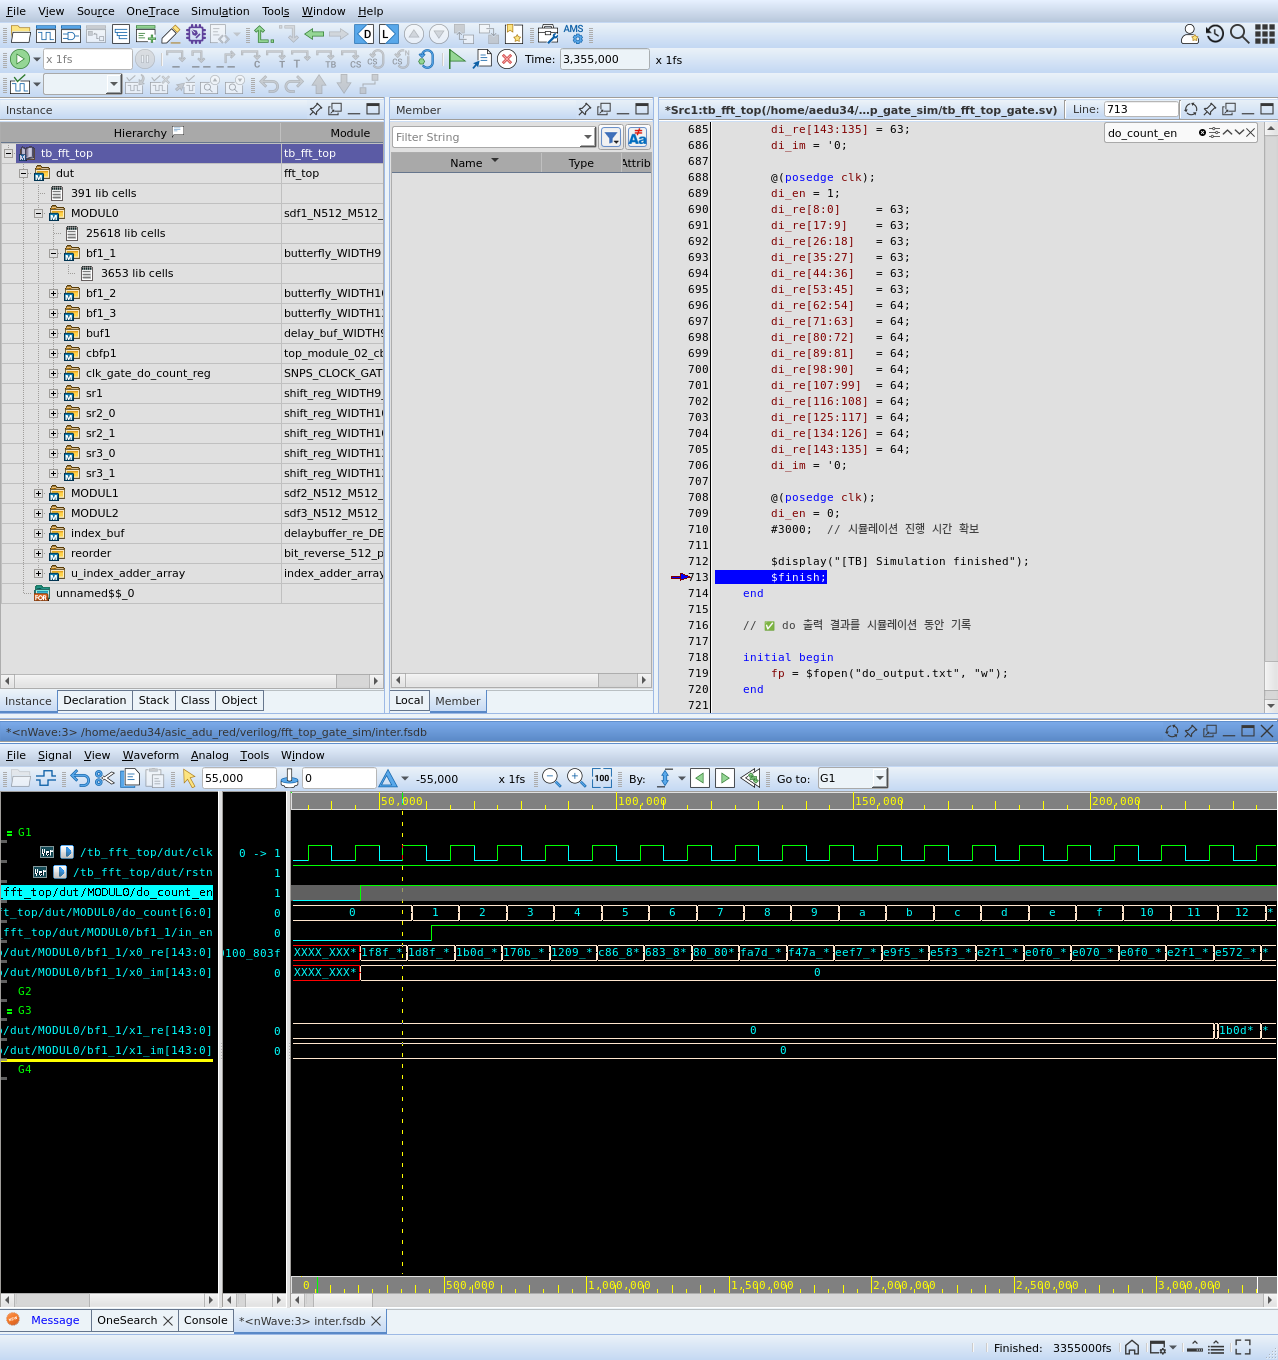 File View Source OneTrace Simulation Tools Window Help
AMS
x 1fs
Time: 3,355,000 x 1fs
Instance
Hierarchy Module
tb_fft_top tb_fft_top
dut fft_top
391 lib cells
MODUL0 sdf1_N512_M512_
25618 lib cells
bf1_1 butterfly_WIDTH9
3653 lib cells
bf1_2 butterfly_WIDTH10
bf1_3 butterfly_WIDTH1
buf1 delay_buf_WIDTH9
cbfp1 top_module_02_cb
clk_gate_do_count_reg SNPS_CLOCK_GAT
sr1 shift_reg_WIDTH9_
sr2_0 shift_reg_WIDTH10
sr2_1 shift_reg_WIDTH10
sr3_0 shift_reg_WIDTH1
sr3_1 shift_reg_WIDTH1
MODUL1 sdf2_N512_M512_
MODUL2 sdf3_N512_M512_
index_buf delaybuffer_re_DE
reorder bit_reverse_512_p
u_index_adder_array index_adder_array
unnamed$$_0
Instance Declaration Stack Class Object
Member
Filter String
Name Type Attrib
Local Member
*Src1:tb_fft_top(/home/aedu34/...p_gate_sim/tb_fft_top_gate.sv) Line: 713
do_count_en
685 di_re[143:135] = 63;
686 di_im = '0;
687
688 @(posedge clk);
689 di_en = 1;
690 di_re[8:0] = 63;
691 di_re[17:9] = 63;
692 di_re[26:18] = 63;
693 di_re[35:27] = 63;
694 di_re[44:36] = 63;
695 di_re[53:45] = 63;
696 di_re[62:54] = 64;
697 di_re[71:63] = 64;
698 di_re[80:72] = 64;
699 di_re[89:81] = 64;
700 di_re[98:90] = 64;
701 di_re[107:99] = 64;
702 di_re[116:108] = 64;
703 di_re[125:117] = 64;
704 di_re[134:126] = 64;
705 di_re[143:135] = 64;
706 di_im = '0;
707
708 @(posedge clk);
709 di_en = 0;
710 #3000; // 시뮬레이션 진행 시간 확보
711
712 $display("[TB] Simulation finished");
713 $finish;
714 end
715
716 // ✅ do 출력 결과를 시뮬레이션 동안 기록
717
718 initial begin
719 fp = $fopen("do_output.txt", "w");
720 end
721
*<nWave:3> /home/aedu34/asic_adu_red/verilog/fft_top_gate_sim/inter.fsdb
File Signal View Waveform Analog Tools Window
55,000 0 -55,000 x 1fs 100 By: Go to: G1
50,000 100,000 150,000 200,000
G1
/tb_fft_top/dut/clk 0 -> 1
/tb_fft_top/dut/rstn 1
_fft_top/dut/MODUL0/do_count_en 1
t_top/dut/MODUL0/do_count[6:0] 0 0 1 2 3 4 5 6 7 8 9 a b c d e f 10 11 12 *
fft_top/dut/MODUL0/bf1_1/in_en 0
/dut/MODUL0/bf1_1/x0_re[143:0] 100_803f XXXX_XXX* 1f8f_* 1d8f_* 1b0d_* 170b_* 1209_* c86_8* 683_8* 80_80* fa7d_* f47a_* eef7_* e9f5_* e5f3_* e2f1_* e0f0_* e070_* e0f0_* e2f1_* e572_* *
/dut/MODUL0/bf1_1/x0_im[143:0] 0 XXXX_XXX* 0
G2
G3
/dut/MODUL0/bf1_1/x1_re[143:0] 0 0 1b0d* *
/dut/MODUL0/bf1_1/x1_im[143:0] 0 0
G4
0 500,000 1,000,000 1,500,000 2,000,000 2,500,000 3,000,000
Message OneSearch Console *<nWave:3> inter.fsdb
Finished: 3355000fs